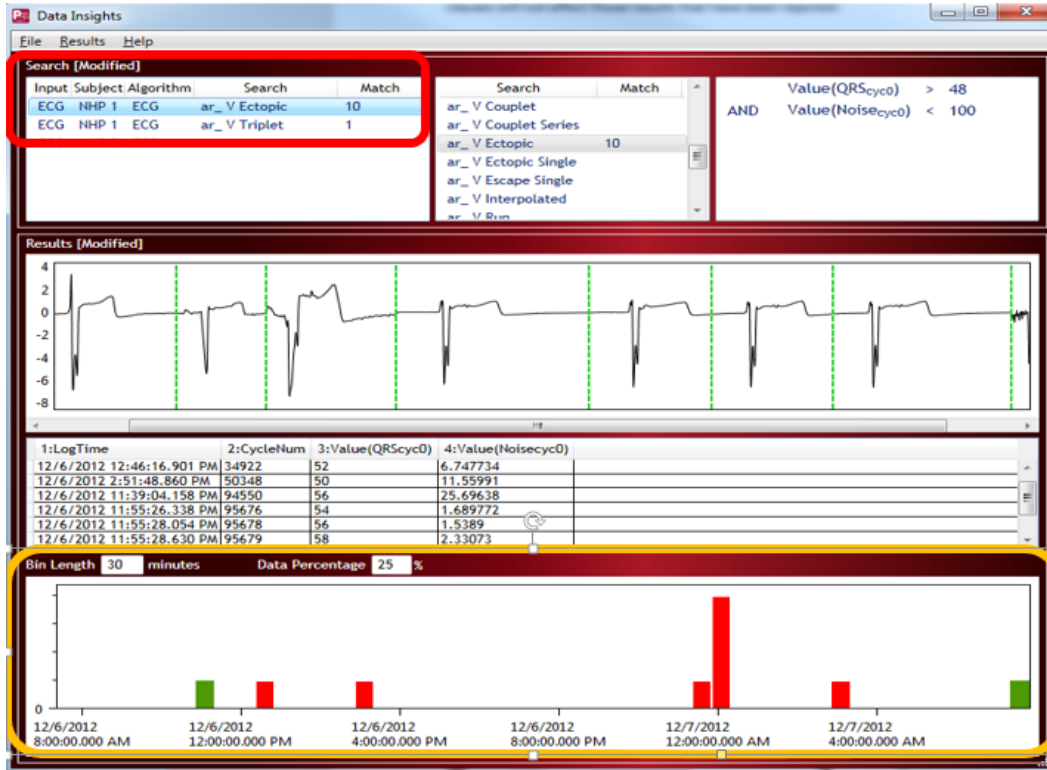 Data Insights
File Results Help
Search [Modified]
Input Subject Algorithm Search Match
ECG NHP 1 ECG ar_ V Ectopic 10
ECG NHP 1 ECG ar_ V Triplet 1
Search Match
ar_ V Couplet
ar_ V Couplet Series
ar_ V Ectopic 10
ar_ V Ectopic Single
ar_ V Escape Single
ar_ V Interpolated
ar_ V Run
Value(QRScyc0) > 48
AND Value(Noisecyc0) < 100
Results [Modified]
4
2
0
-2
-4
-6
-8
1:LogTime 2:CycleNum 3:Value(QRScyc0) 4:Value(Noisecyc0)
12/6/2012 12:46:16.901 PM 34922 52 6.747734
12/6/2012 2:51:48.860 PM 50348 50 11.55991
12/6/2012 11:39:04.158 PM 94550 56 25.69638
12/6/2012 11:55:26.338 PM 95676 54 1.689772
12/6/2012 11:55:28.054 PM 95678 56 1.5389
12/6/2012 11:55:28.630 PM 95679 58 2.33073
Bin Length 30 minutes Data Percentage 25 %
0
12/6/2012 12/6/2012 12/6/2012 12/6/2012 12/7/2012 12/7/2012
8:00:00.000 AM 12:00:00.000 PM 4:00:00.000 PM 8:00:00.000 PM 12:00:00.000 AM 4:00:00.000 AM